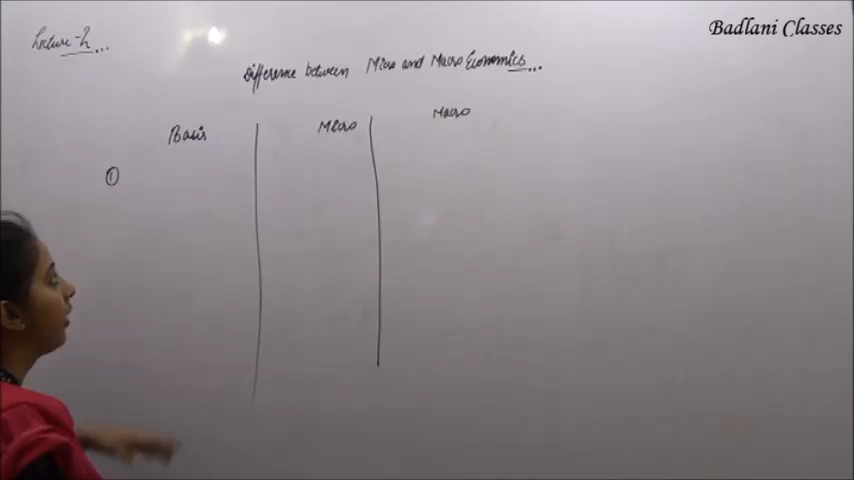 Badlani Classes
Lecture-2...
Difference between Micro and Macro Economics...
Basis Micro Macro
①